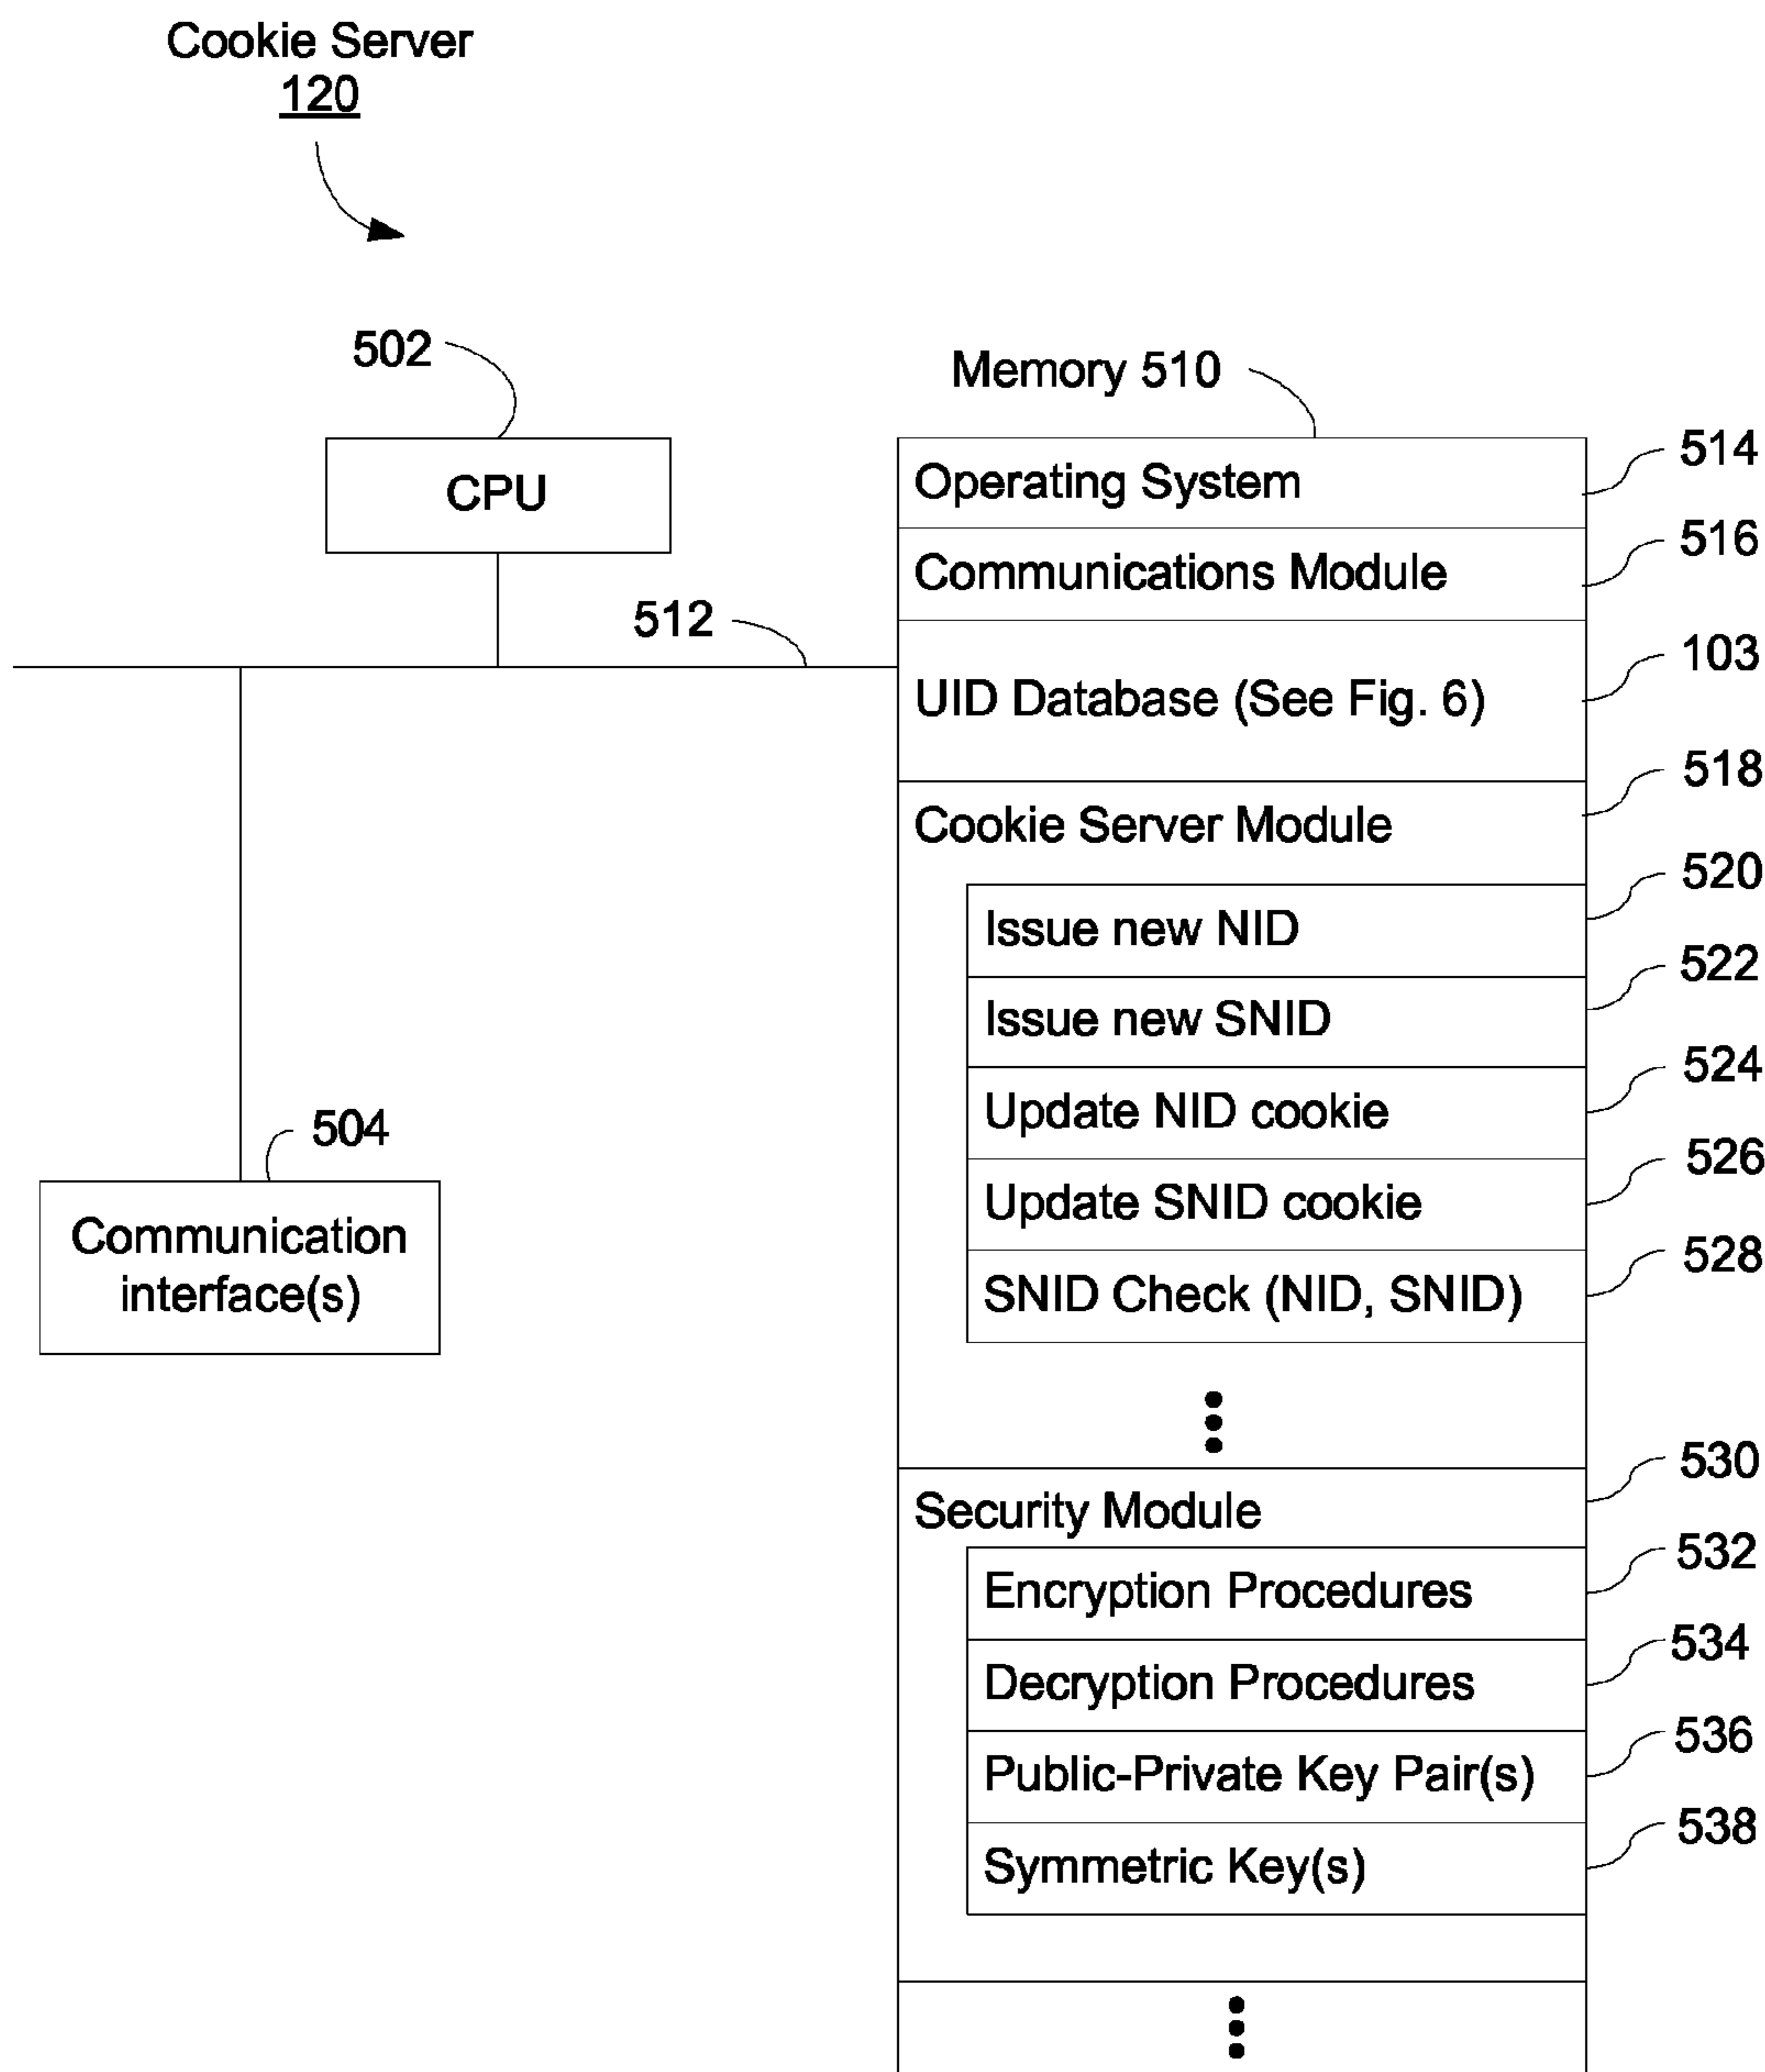 Cookie Server
120
502
Memory 510
CPU
512
Operating System
514
Communications Module
516
UID Database (See Fig. 6)
103
Cookie Server Module
518
Issue new NID
520
Issue new SNID
522
Update NID cookie
524
Update SNID cookie
526
SNID Check (NID, SNID)
528
504
Communication
interface(s)
Security Module
530
Encryption Procedures
532
Decryption Procedures
534
Public-Private Key Pair(s)
536
Symmetric Key(s)
538